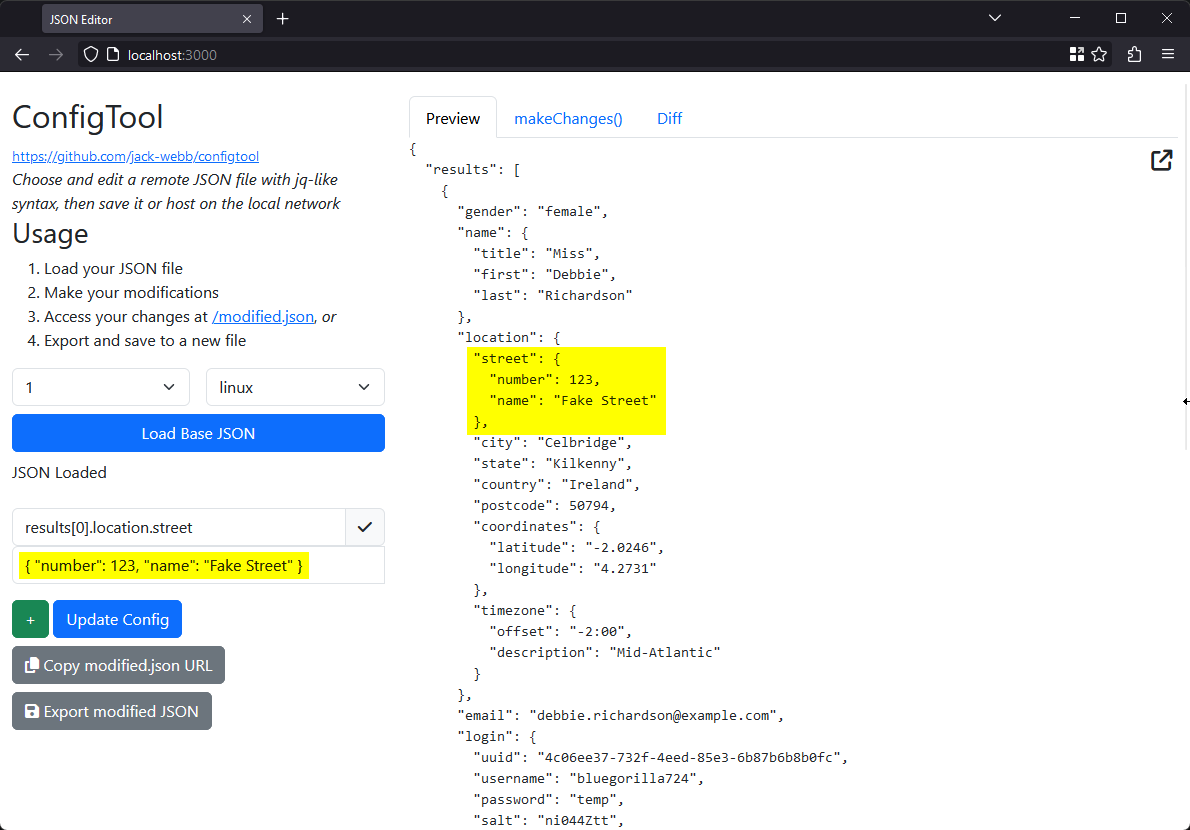 JSON Editor
localhost:3000
ConfigTool
https://github.com/jack-webb/configtool
Choose and edit a remote JSON file with jq-like
syntax, then save it or host on the local network
Usage
1. Load your JSON file
2. Make your modifications
3. Access your changes at /modified.json, or
4. Export and save to a new file
1
linux
Load Base JSON
JSON Loaded
results[0].location.street
{ "number": 123, "name": "Fake Street" }
+
Update Config
Copy modified.json URL
Export modified JSON
Preview
makeChanges()
Diff
{
  "results": [
    {
      "gender": "female",
      "name": {
        "title": "Miss",
        "first": "Debbie",
        "last": "Richardson"
      },
      "location": {
        "street": {
          "number": 123,
          "name": "Fake Street"
        },
        "city": "Celbridge",
        "state": "Kilkenny",
        "country": "Ireland",
        "postcode": 50794,
        "coordinates": {
          "latitude": "-2.0246",
          "longitude": "4.2731"
        },
        "timezone": {
          "offset": "-2:00",
          "description": "Mid-Atlantic"
        }
      },
      "email": "debbie.richardson@example.com",
      "login": {
        "uuid": "4c06ee37-732f-4eed-85e3-6b87b6b8b0fc",
        "username": "bluegorilla724",
        "password": "temp",
        "salt": "ni044Ztt",